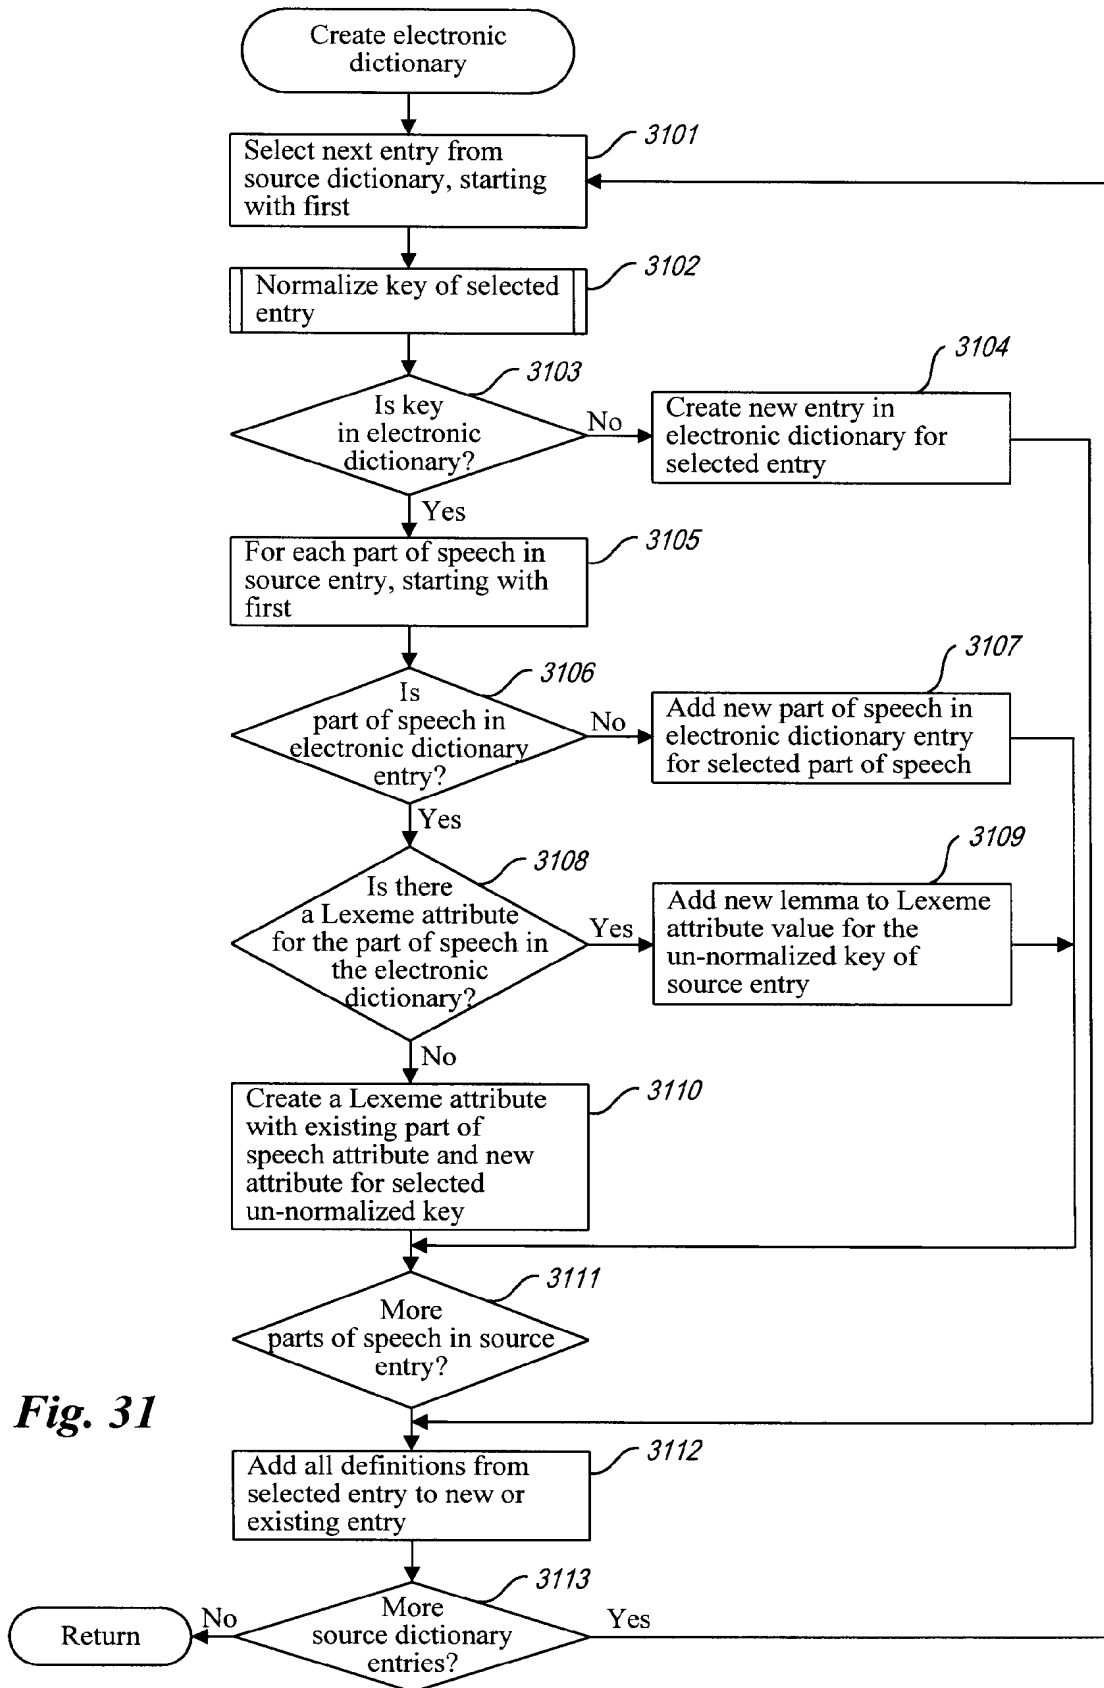 Create electronic
dictionary
3101
Select next entry from
source dictionary, starting
with first
3102
Normalize key of selected
entry
3103
Is key
in electronic
dictionary?
No
Yes
3104
Create new entry in
electronic dictionary for
selected entry
3105
For each part of speech in
source entry, starting with
first
3106
Is
part of speech in
electronic dictionary
entry?
No
Yes
3107
Add new part of speech in
electronic dictionary entry
for selected part of speech
3108
Is there
a Lexeme attribute
for the part of speech in
the electronic
dictionary?
Yes
No
3109
Add new lemma to Lexeme
attribute value for the
un-normalized key of
source entry
3110
Create a Lexeme attribute
with existing part of
speech attribute and new
attribute for selected
un-normalized key
3111
More
parts of speech in source
entry?
Fig. 31
3112
Add all definitions from
selected entry to new or
existing entry
3113
More
source dictionary
entries?
No
Yes
Return